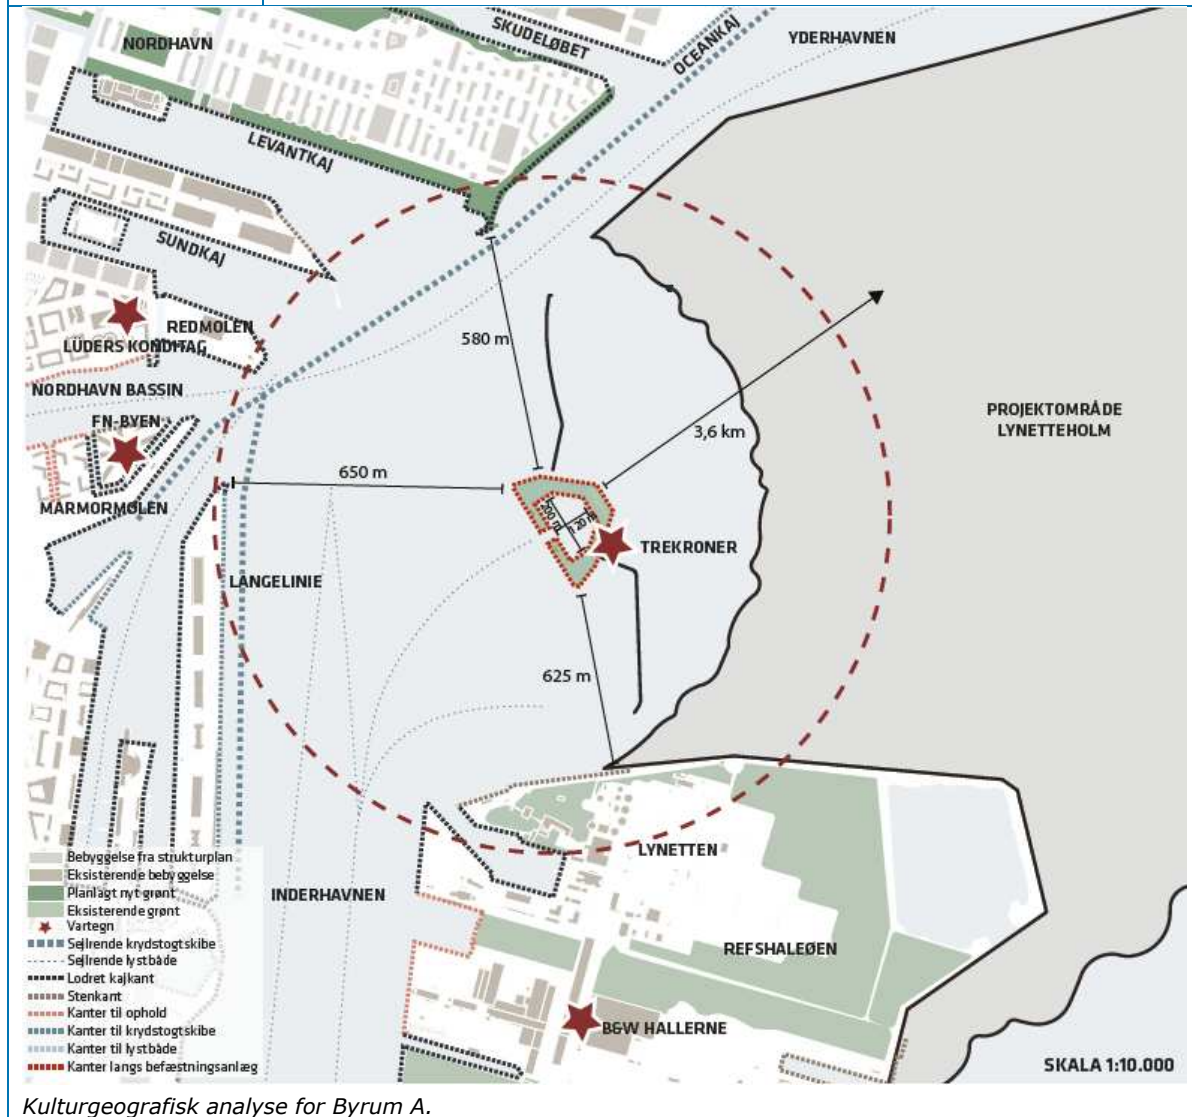 NORDHAVN
SKUDELØBET
OCEANKAJ
YDERHAVNEN
LEVANTKAJ
SUNDKAJ
REDMOLEN
LÜDERS
NORDHAVN BASSIN
FN-BYEN
MARMORMOLEN
580 m
3,6 km
PROJEKTOMRÅDE
LYNETTEHOLM
650 m
200 m
120 m
TREKRONER
LANGELINIE
625 m
LYNETTEN
INDERHAVNEN
REFSHALEØEN
B&W HALLERNE
Bebyggelse fra strukturplan
Eksisterende bebyggelse
Planlagt nyt grønt
Eksisterende grønt
Vartegn
Sejlrende krydstogtskibe
Sejlrende lystbåde
Lodret kajkant
Stenkant
Kanter til ophold
Kanter til krydstogtskibe
Kanter til lystbåde
Kanter langs befæstningsanlæg
SKALA 1:10.000
Kulturgeografisk analyse for Byrum A.